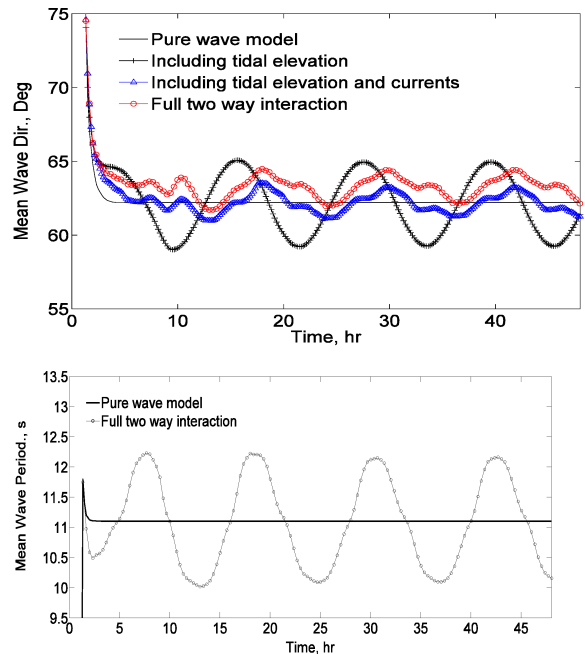 75
70
65
60
55
Mean Wave Dir., Deg
Pure wave model
Including tidal elevation
Including tidal elevation and currents
Full two way interaction
0 10 20 30 40
Time, hr
13.5
13
12.5
12
11.5
11
10.5
10
9.5
Mean Wave Period., s
Pure wave model
Full two way interaction
0 5 10 15 20 25 30 35 40 45
Time, hr